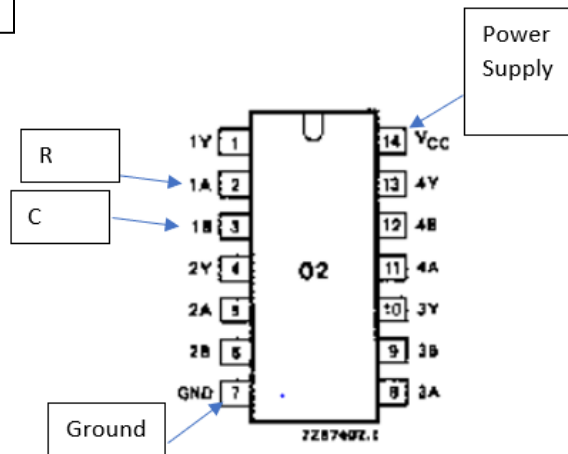 Power
Supply
R
C
1Y 1
1A 2
1B 3
2Y 4
2A 5
2B 6
GND 7
02
14 VCC
13 4Y
12 4B
11 4A
10 3Y
9 3B
8 3A
Ground